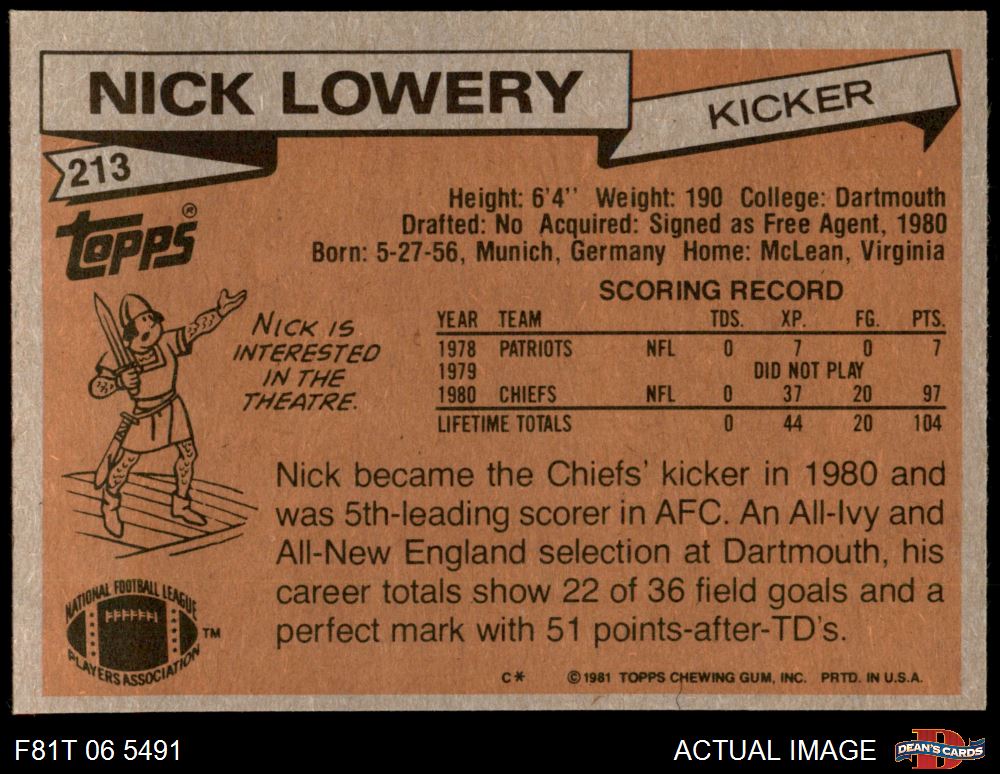 NICK LOWERY
KICKER
213
Topps®
Height: 6'4'' Weight: 190 College: Dartmouth
Drafted: No Acquired: Signed as Free Agent, 1980
Born: 5-27-56, Munich, Germany Home: McLean, Virginia
NICK IS
INTERESTED
IN THE
THEATRE.
SCORING RECORD
YEAR TEAM TDS. XP. FG. PTS.
1978 PATRIOTS NFL 0 7 0 7
1979 DID NOT PLAY
1980 CHIEFS NFL 0 37 20 97
LIFETIME TOTALS 0 44 20 104
Nick became the Chiefs' kicker in 1980 and
was 5th-leading scorer in AFC. An All-Ivy and
All-New England selection at Dartmouth, his
career totals show 22 of 36 field goals and a
perfect mark with 51 points-after-TD's.
NATIONAL FOOTBALL LEAGUE
PLAYERS ASSOCIATION
TM
C* ©1981 TOPPS CHEWING GUM, INC. PRTD. IN U.S.A.
F81T 06 5491
ACTUAL IMAGE
D
DEAN'S CARDS